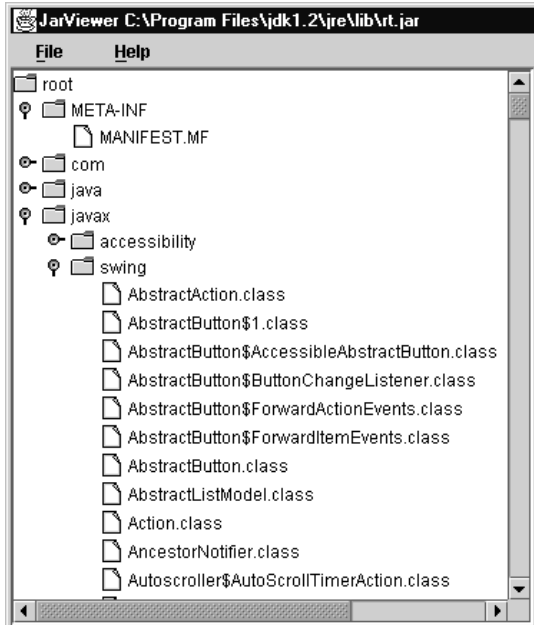 JarViewer C:\Program Files\jdk1.2\jre\lib\rt.jar
File Help
root
META-INF
MANIFEST.MF
com
java
javax
accessibility
swing
AbstractAction.class
AbstractButton$1.class
AbstractButton$AccessibleAbstractButton.class
AbstractButton$ButtonChangeListener.class
AbstractButton$ForwardActionEvents.class
AbstractButton$ForwardItemEvents.class
AbstractButton.class
AbstractListModel.class
Action.class
AncestorNotifier.class
Autoscroller$AutoScrollTimerAction.class